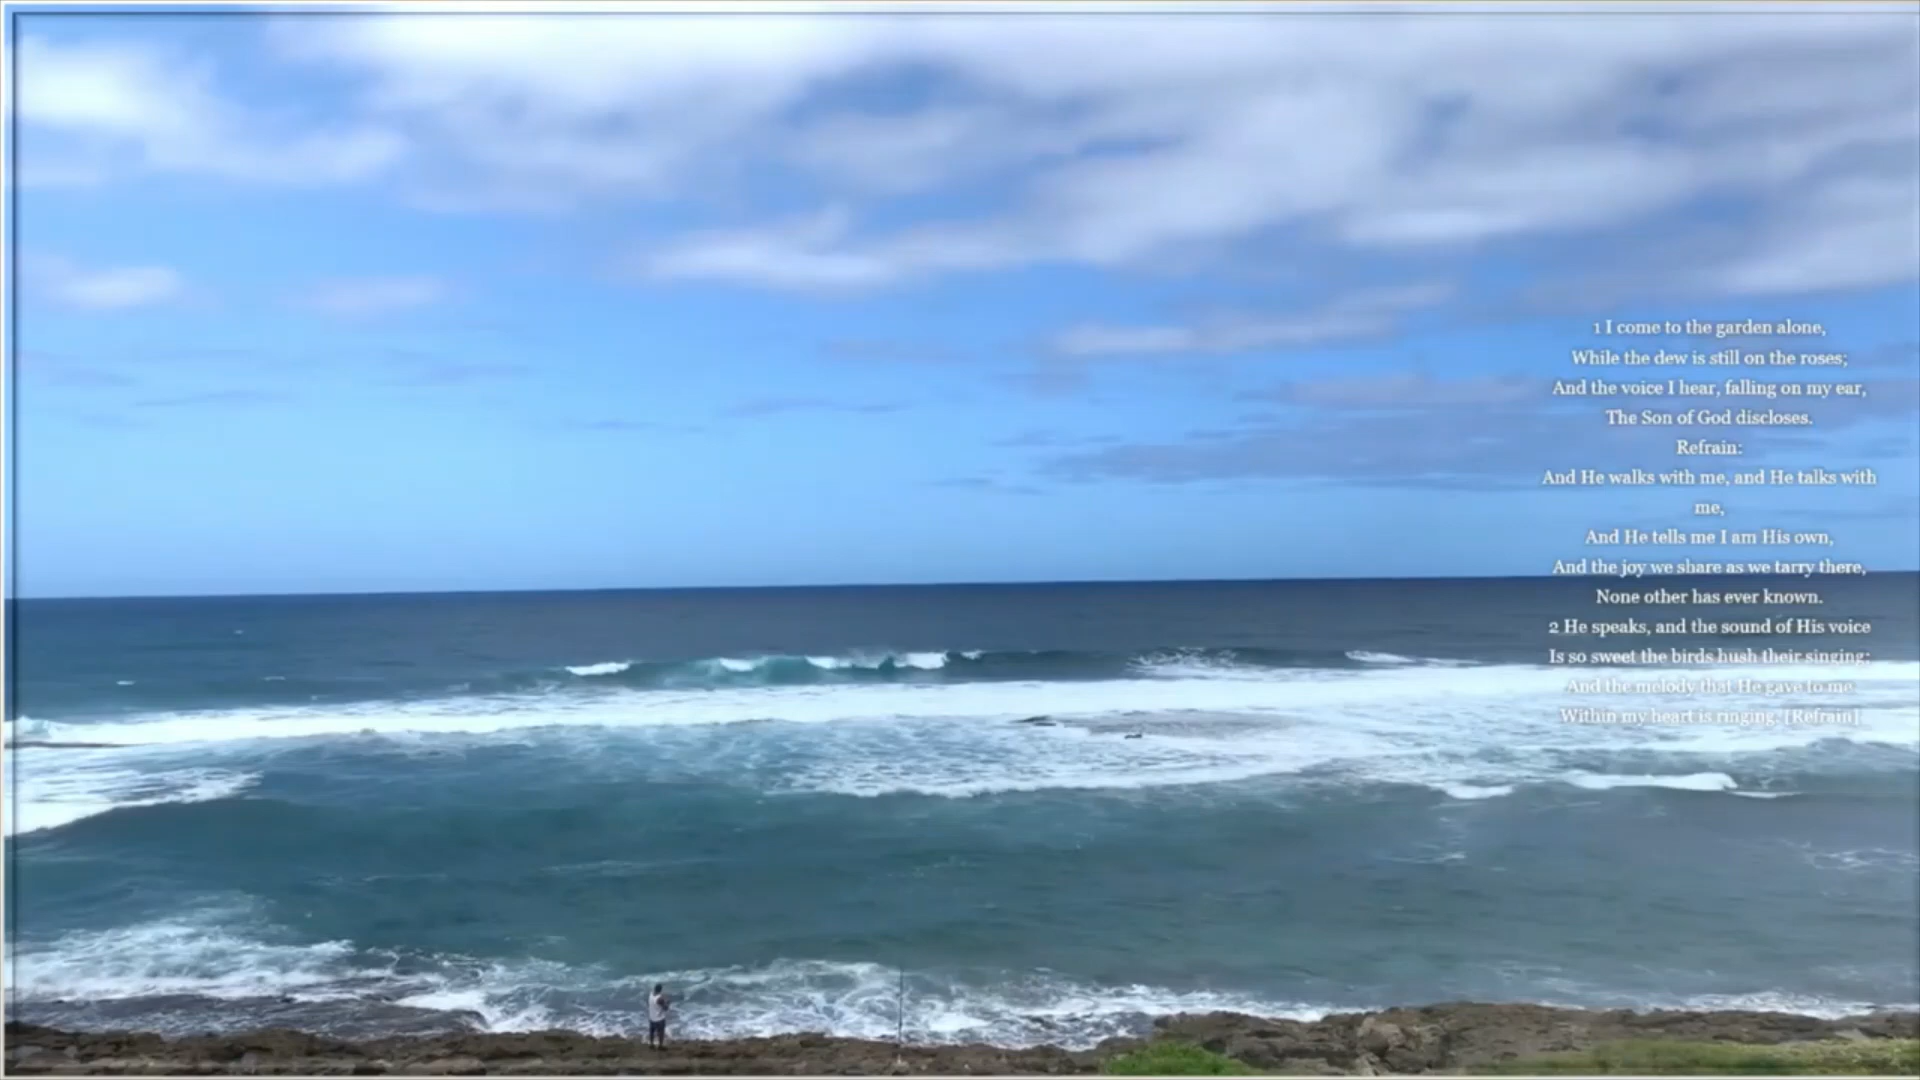 1 I come to the garden alone,
While the dew is still on the roses;
And the voice I hear, falling on my ear,
The Son of God discloses.
Refrain:
And He walks with me, and He talks with
me,
And He tells me I am His own,
And the joy we share as we tarry there,
None other has ever known.
2 He speaks, and the sound of His voice
Is so sweet the birds hush their singing;
And the melody that He gave to me
Within my heart is ringing. [Refrain]